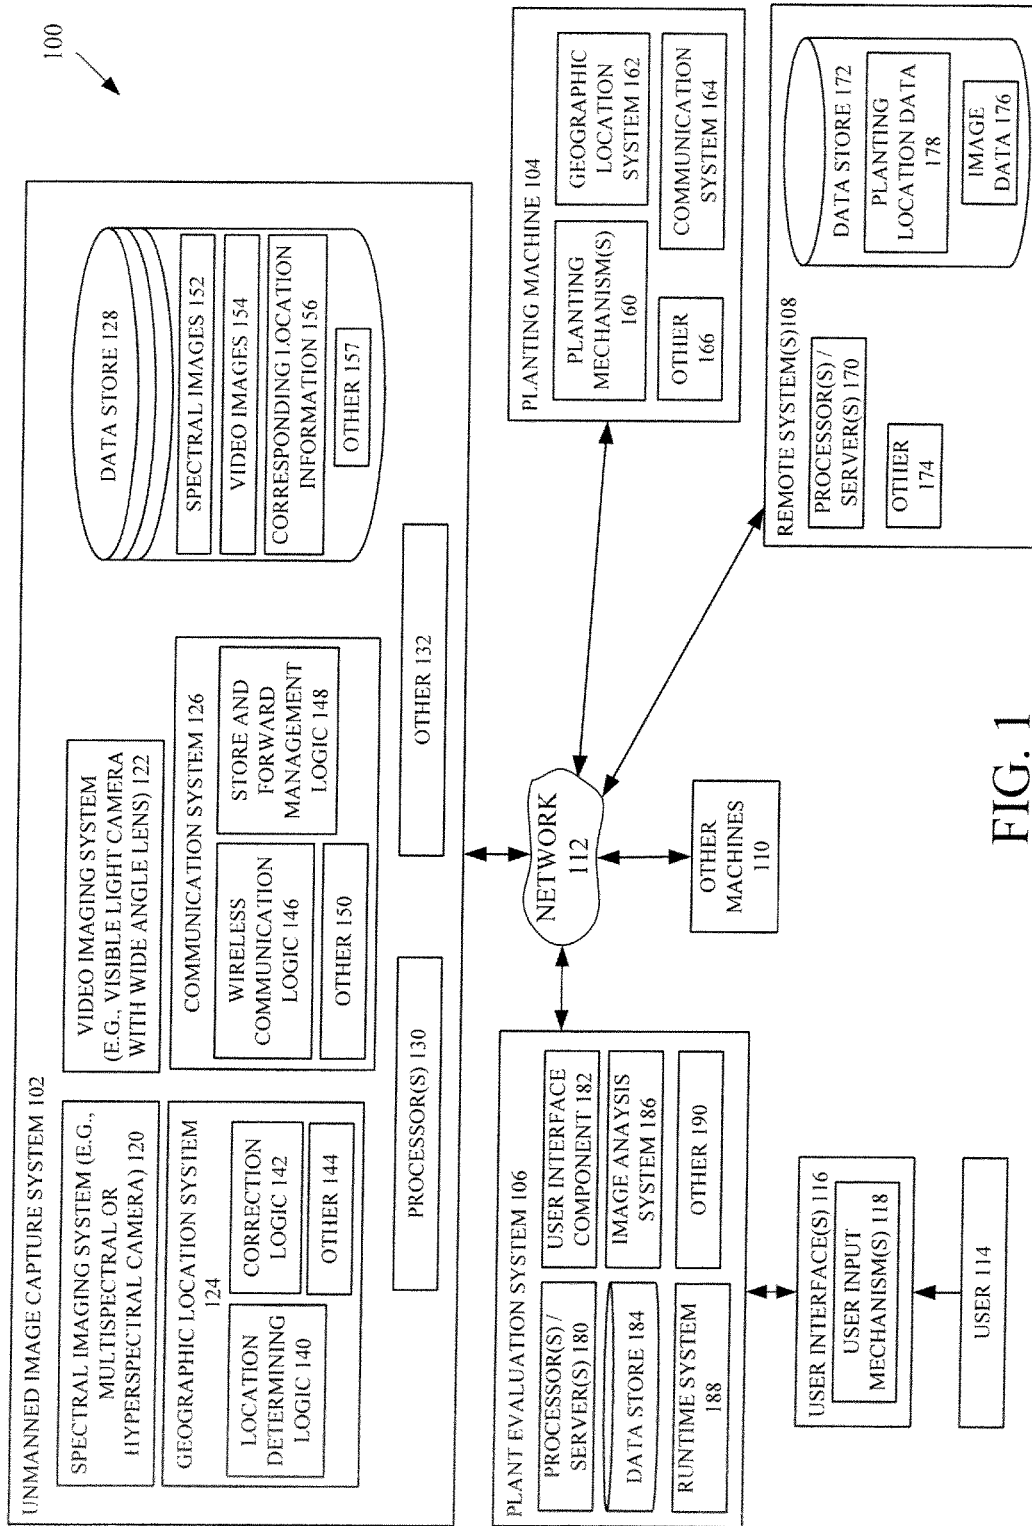 100
UNMANNED IMAGE CAPTURE SYSTEM 102
SPECTRAL IMAGING SYSTEM (E.G.,
MULTISPECTRAL OR
HYPERSPECTRAL CAMERA) 120
VIDEO IMAGING SYSTEM
(E.G., VISIBLE LIGHT CAMERA
WITH WIDE ANGLE LENS) 122
GEOGRAPHIC LOCATION SYSTEM
124
LOCATION
DETERMINING
LOGIC 140
CORRECTION
LOGIC 142
OTHER 144
COMMUNICATION SYSTEM 126
WIRELESS
COMMUNICATION
LOGIC 146
STORE AND
FORWARD
MANAGEMENT
LOGIC 148
OTHER 150
DATA STORE 128
SPECTRAL IMAGES 152
VIDEO IMAGES 154
CORRESPONDING LOCATION
INFORMATION 156
OTHER 157
PROCESSOR(S) 130
OTHER 132
PLANT EVALUATION SYSTEM 106
PROCESSOR(S) /
SERVER(S) 180
USER INTERFACE
COMPONENT 182
DATA STORE 184
IMAGE ANALYSIS
SYSTEM 186
RUNTIME SYSTEM
188
OTHER 190
USER INTERFACE(S) 116
USER INPUT
MECHANISM(S) 118
USER 114
NETWORK
112
OTHER
MACHINES
110
PLANTING MACHINE 104
PLANTING
MECHANISM(S)
160
GEOGRAPHIC
LOCATION
SYSTEM 162
OTHER
166
COMMUNICATION
SYSTEM 164
REMOTE SYSTEM(S)108
PROCESSOR(S) /
SERVER(S) 170
OTHER
174
DATA STORE 172
PLANTING
LOCATION DATA
178
IMAGE
DATA 176
FIG. 1